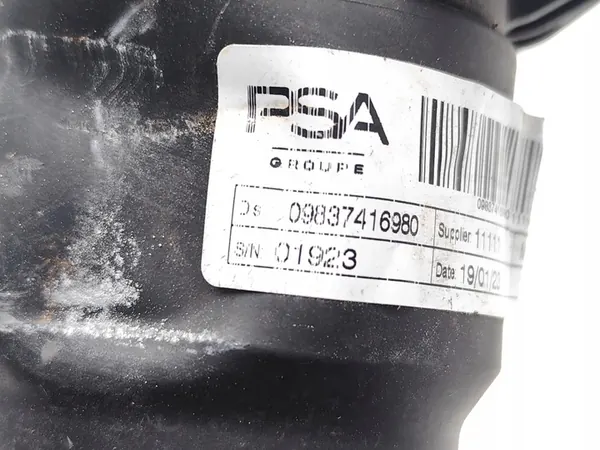 PSA
GROUPE
Ds 09837416980 Supplier: 11111
S/N: 01923 Date: 19/01/20